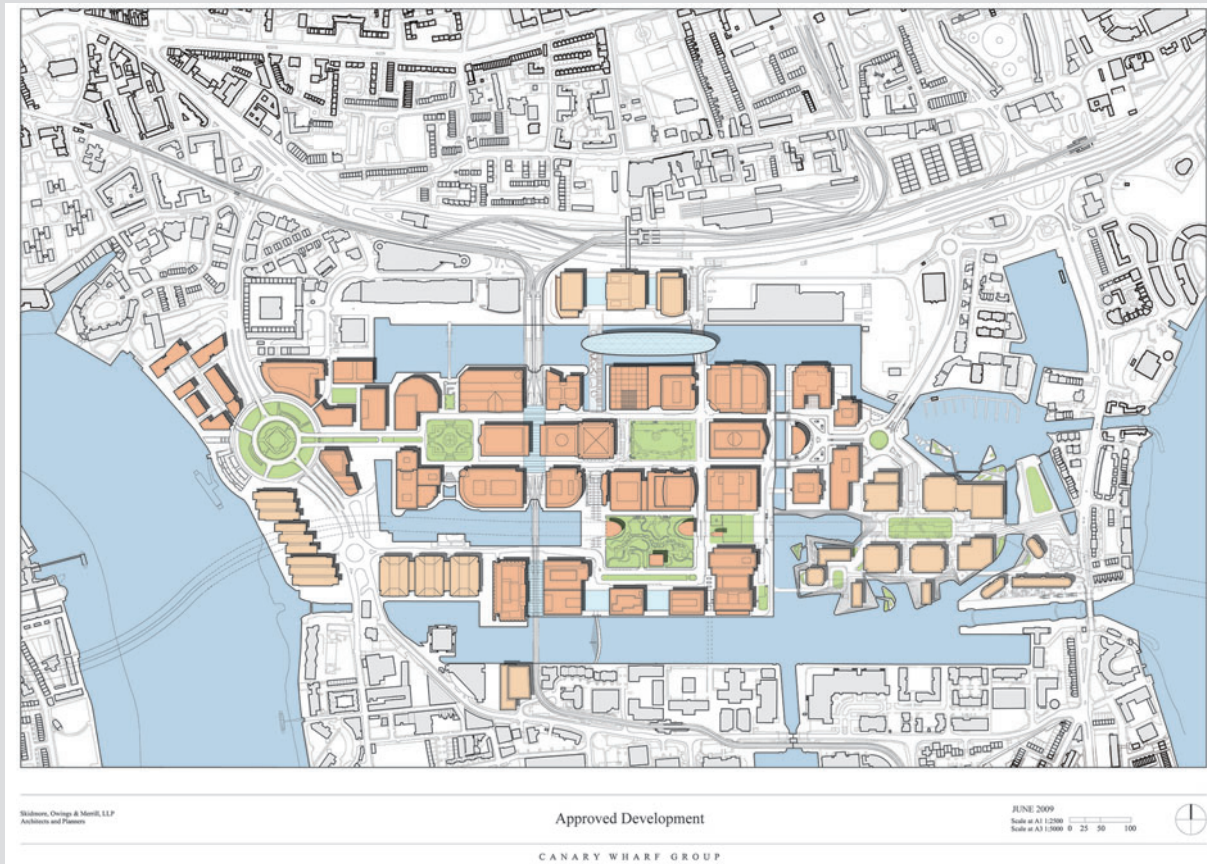 Skidmore, Owings & Merrill, LLP
Architects and Planners
Approved Development
JUNE 2009
Scale at A1 1:2500
Scale at A3 1:5000 0 25 50 100
CANARY WHARF GROUP